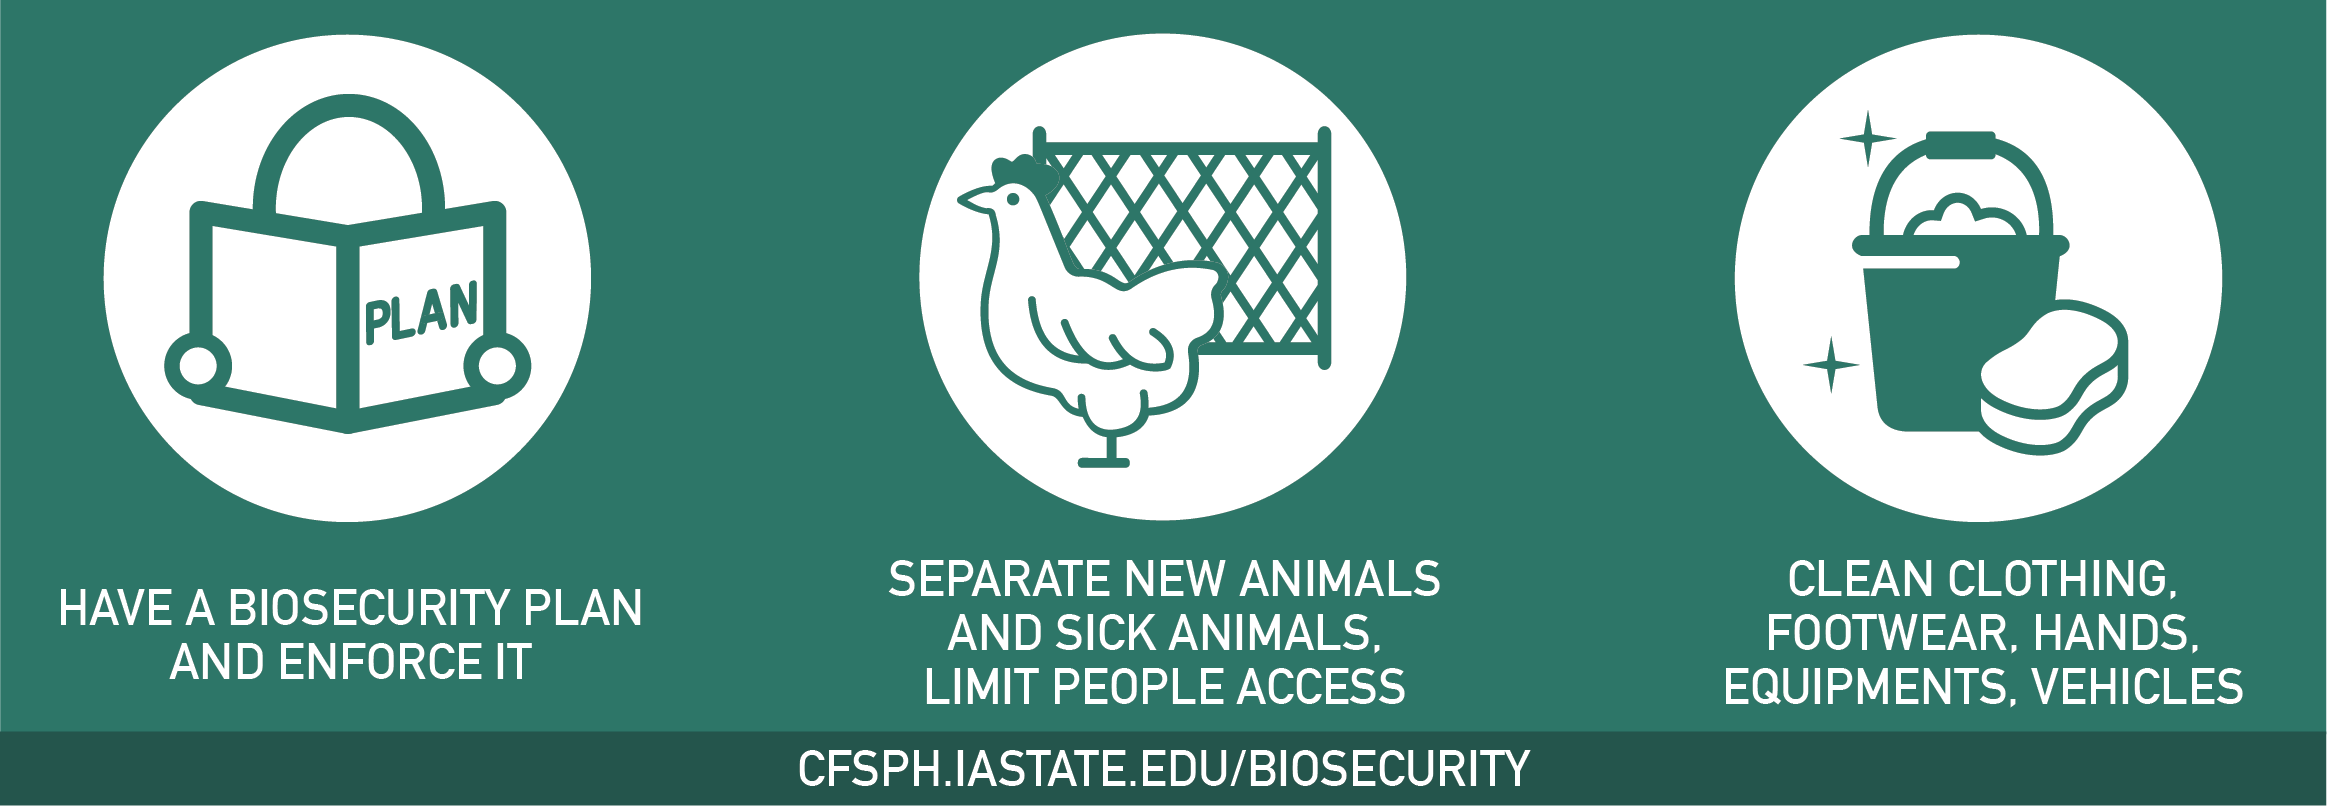 PLAN
HAVE A BIOSECURITY PLAN
AND ENFORCE IT
SEPARATE NEW ANIMALS
AND SICK ANIMALS,
LIMIT PEOPLE ACCESS
CLEAN CLOTHING,
FOOTWEAR, HANDS,
EQUIPMENTS, VEHICLES
CFSPH.IASTATE.EDU/BIOSECURITY